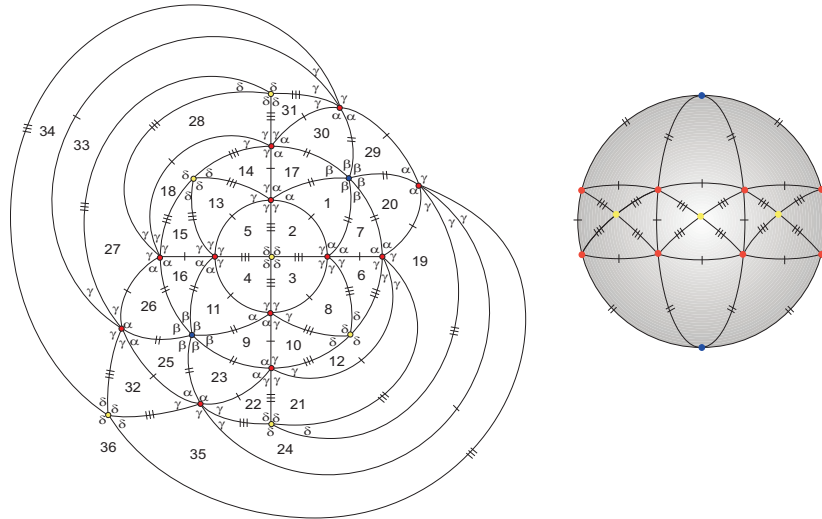 γ
δ δ
δ δ 31 γ
α α
34 28 30
33 γ γ α 29
14 17 β β α γ
18 δ δ β β
δ 13 γ α 1 20 γ γ γ
15 5 2 7
γ γ γ γ δ δ α α α γ
27 α α γ δ δ γ γ γ γ 19
16 4 3 6
26 11 γ γ 8 δ
γ α β β α γ δ δ
γ α β β 9 10 12
25 α γ γ
32 23 γ γ
δ δ α α 22 21
δ δ γ γ γ δ δ δ
36 35 24